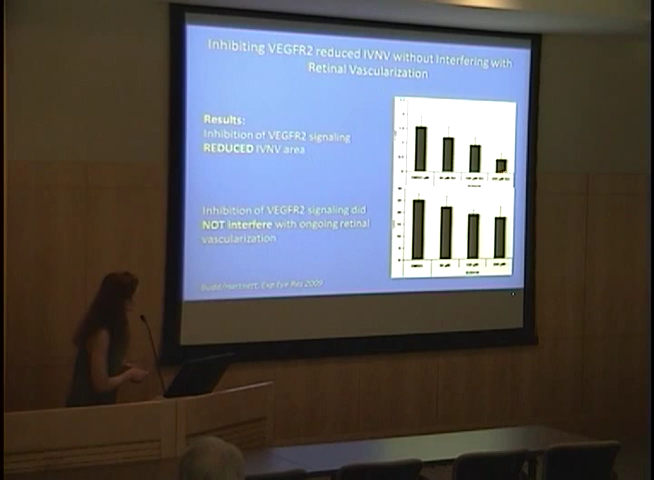 Inhibiting VEGFR2 reduced IVNV without Interfering with
Retinal Vascularization
Results:
Inhibition of VEGFR2 signaling
REDUCED IVNV area
Inhibition of VEGFR2 signaling did
NOT interfere with ongoing retinal
vascularization
Budd/Hartnett, Exp Eye Res 2009